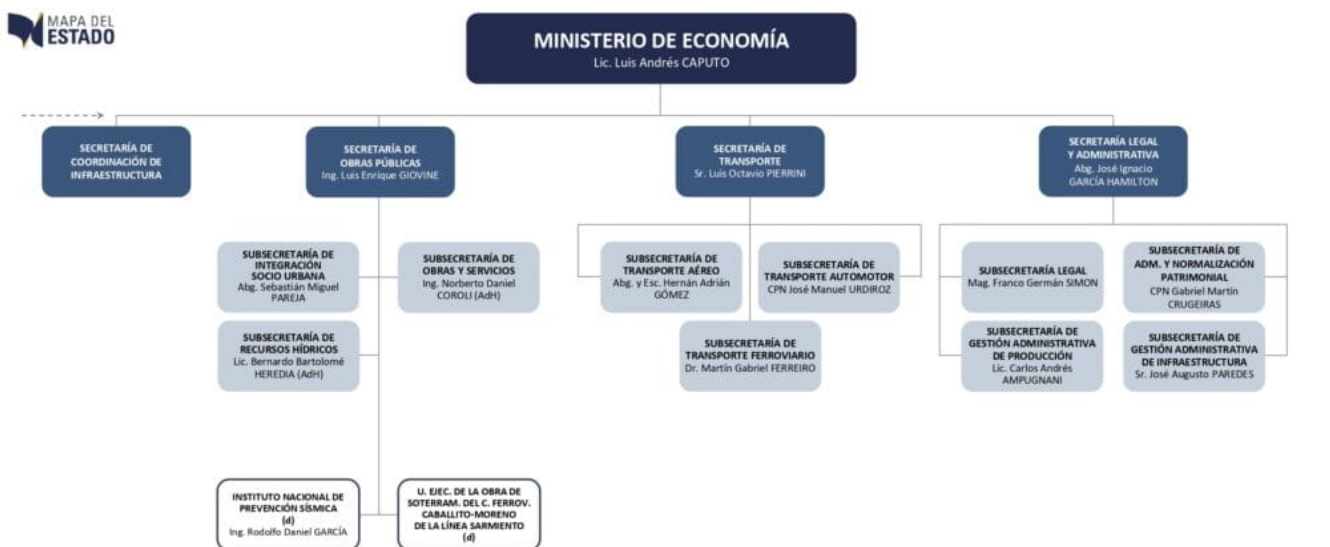 MAPA DEL
ESTADO
MINISTERIO DE ECONOMÍA
Lic. Luis Andrés CAPUTO
SECRETARÍA DE
COORDINACIÓN DE
INFRAESTRUCTURA
SECRETARÍA DE
OBRAS PÚBLICAS
Ing. Luis Enrique GIOVINE
SECRETARÍA DE
TRANSPORTE
Sr. Luis Octavio PIERRINI
SECRETARÍA LEGAL
Y ADMINISTRATIVA
Abg. José Ignacio
GARCÍA HAMILTON
SUBSECRETARÍA DE
INTEGRACIÓN
SOCIO URBANA
Abg. Sebastián Miguel
PAREJA
SUBSECRETARÍA DE
OBRAS Y SERVICIOS
Ing. Norberto Daniel
COROLI (AdH)
SUBSECRETARÍA DE
RECURSOS HÍDRICOS
Lic. Bernardo Bartolomé
HEREDIA (AdH)
INSTITUTO NACIONAL DE
PREVENCIÓN SÍSMICA
(d)
Ing. Rodolfo Daniel GARCÍA
U. EJEC. DE LA OBRA DE
SOTERRAM. DEL C. FERROV.
CABALLITO-MORENO
DE LA LÍNEA SARMIENTO
(d)
SUBSECRETARÍA DE
TRANSPORTE AÉREO
Abg. y Esc. Hernán Adrián
GÓMEZ
SUBSECRETARÍA DE
TRANSPORTE AUTOMOTOR
CPN José Manuel URDIROZ
SUBSECRETARÍA DE
TRANSPORTE FERROVIARIO
Dr. Martín Gabriel FERREIRO
SUBSECRETARÍA LEGAL
Mag. Franco Germán SIMON
SUBSECRETARÍA DE
ADM. Y NORMALIZACIÓN
PATRIMONIAL
CPN Gabriel Martín
CRUGEIRAS
SUBSECRETARÍA DE
GESTIÓN ADMINISTRATIVA
DE PRODUCCIÓN
Lic. Carlos Andrés
AMPUGNANI
SUBSECRETARÍA DE
GESTIÓN ADMINISTRATIVA
DE INFRAESTRUCTURA
Sr. José Augusto PAREDES